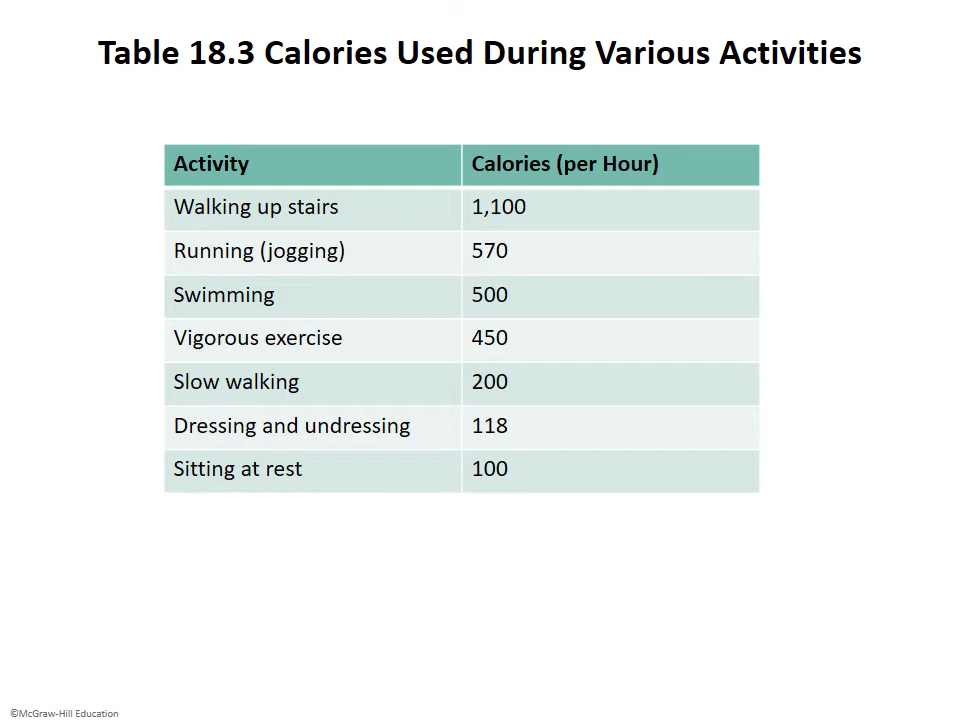 Table 18.3 Calories Used During Various Activities
Activity Calories (per Hour)
Walking up stairs 1,100
Running (jogging) 570
Swimming 500
Vigorous exercise 450
Slow walking 200
Dressing and undressing 118
Sitting at rest 100
©McGraw-Hill Education